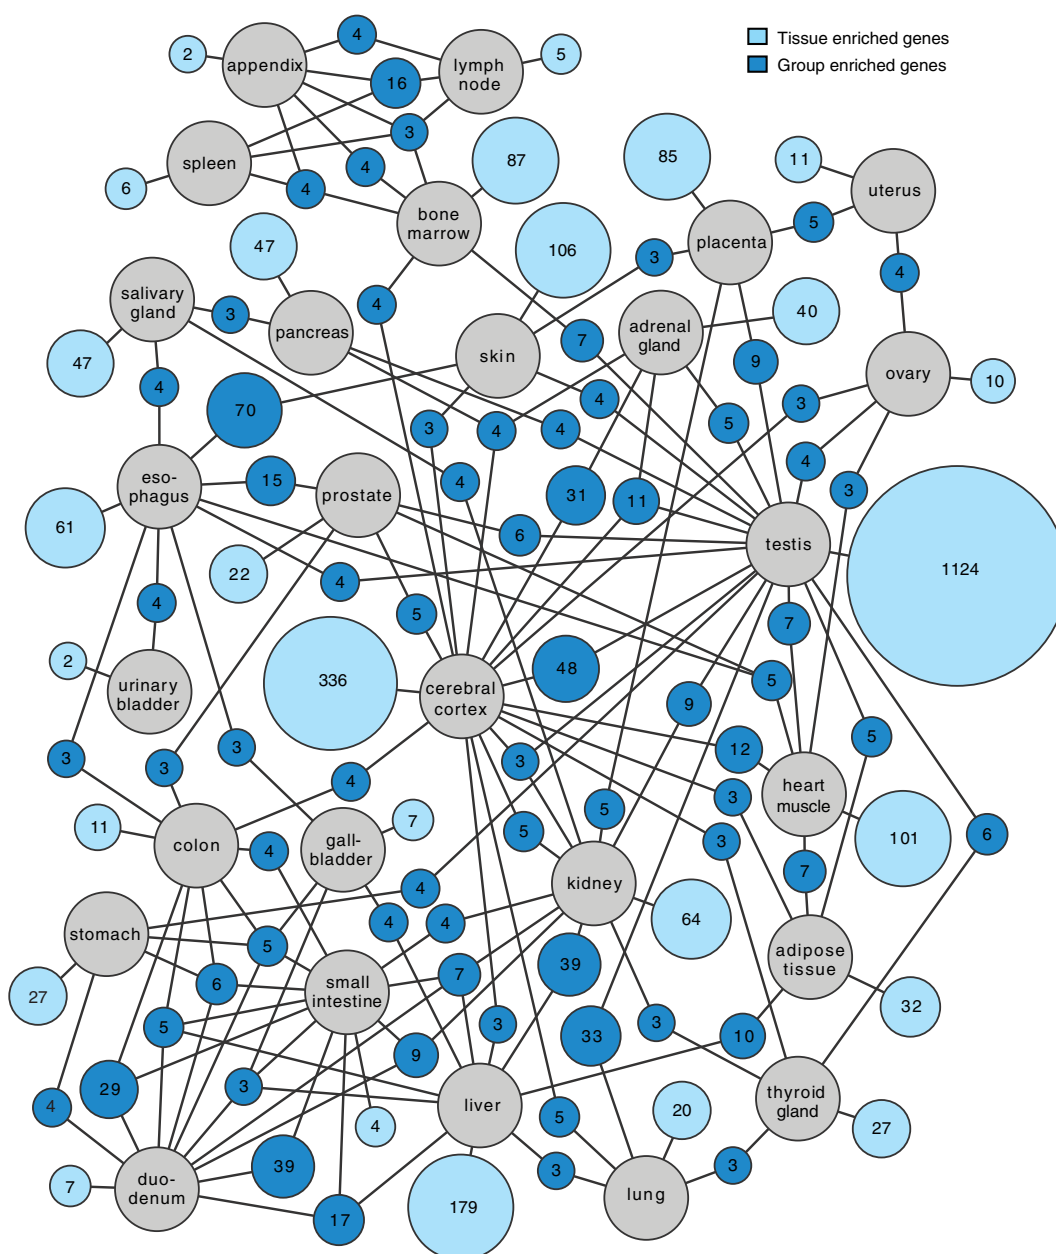 4
Tissue enriched genes
2
appendix
lymph
node
5
Group enriched genes
16
3
87
85
11
spleen
4
6
4
uterus
bone
marrow
5
placenta
47
106
3
4
salivary
gland
4
40
3
pancreas
adrenal
gland
7
47
skin
9
ovary
10
4
4
3
70
3
4
4
5
4
15
4
3
eso-
phagus
prostate
31
11
61
6
testis
1124
22
4
4
5
7
2
336
48
5
urinary
bladder
cerebral
cortex
9
3
3
3
12
5
3
4
heart
muscle
3
5
11
7
5
6
colon
4
gall-
bladder
3
101
7
4
kidney
4
4
64
stomach
5
39
adipose
tissue
27
6
small
intestine
7
32
5
3
33
3
10
9
29
3
liver
thyroid
gland
4
20
4
5
27
39
3
3
7
duo-
denum
lung
17
179